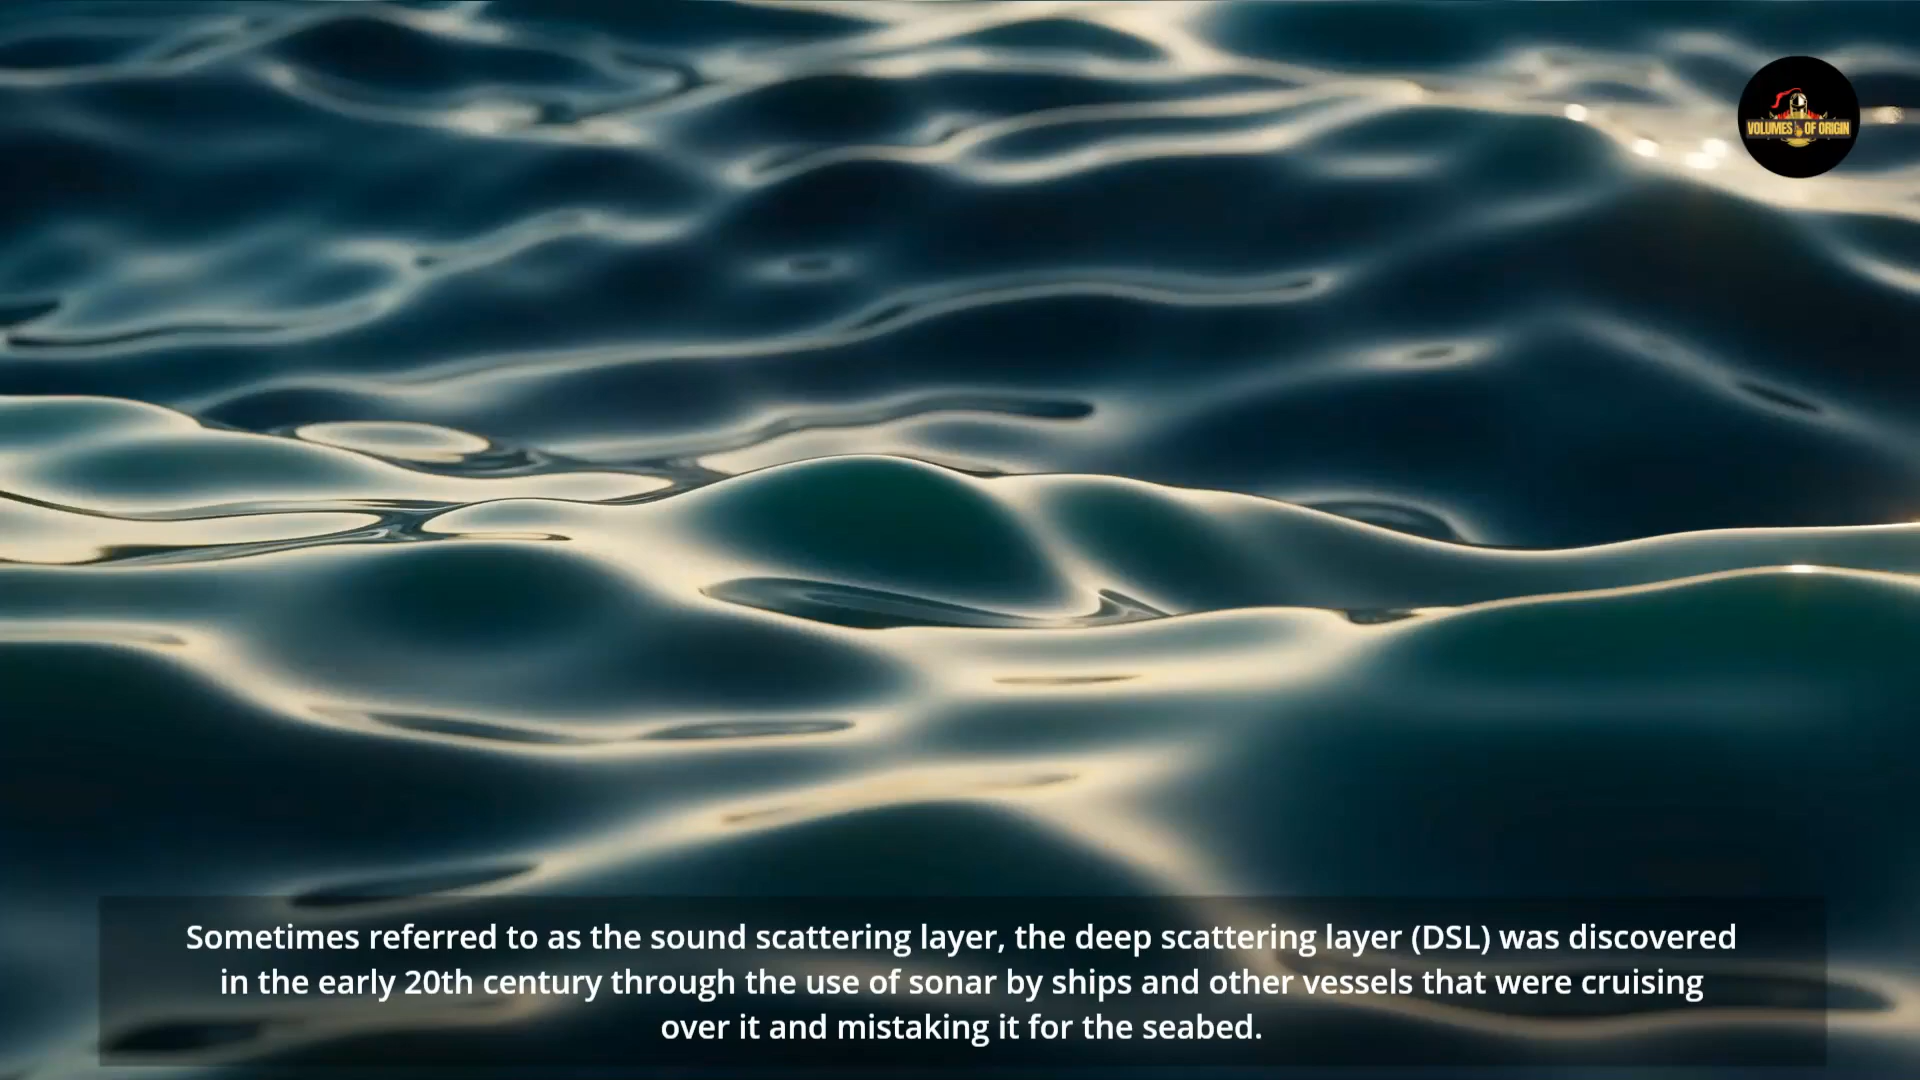 VOLUMES OF ORIGIN
Sometimes referred to as the sound scattering layer, the deep scattering layer (DSL) was discovered
in the early 20th century through the use of sonar by ships and other vessels that were cruising
over it and mistaking it for the seabed.